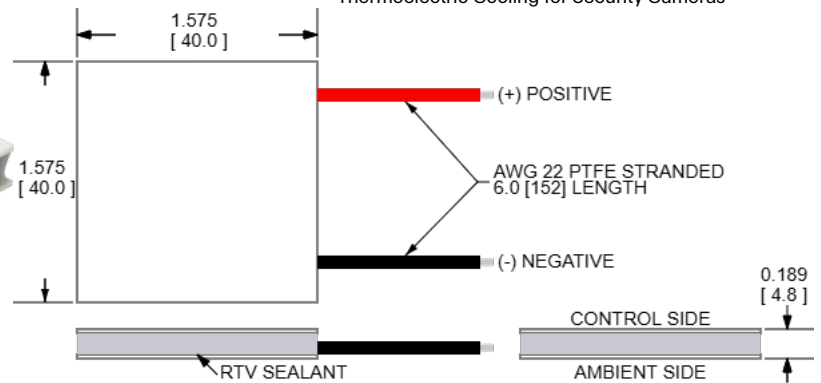 Thermoelectric Cooling for Security Cameras
1.575
[ 40.0 ]
(+) POSITIVE
1.575
[ 40.0 ]
AWG 22 PTFE STRANDED
6.0 [152] LENGTH
(-) NEGATIVE
0.189
[ 4.8 ]
CONTROL SIDE
RTV SEALANT
AMBIENT SIDE